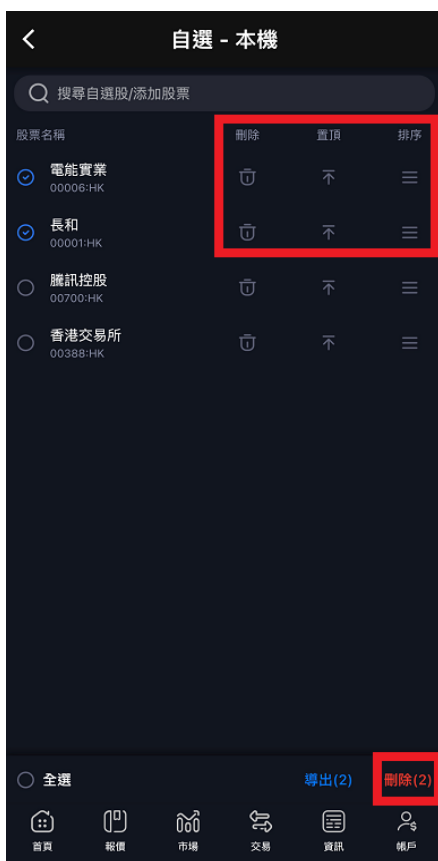 自選 - 本機
搜尋自選股/添加股票
股票名稱 刪除 置頂 排序
電能實業
00006:HK
長和
00001:HK
騰訊控股
00700:HK
香港交易所
00388:HK
全選 導出(2) 刪除(2)
首頁 報價 市場 交易 資訊 帳戶